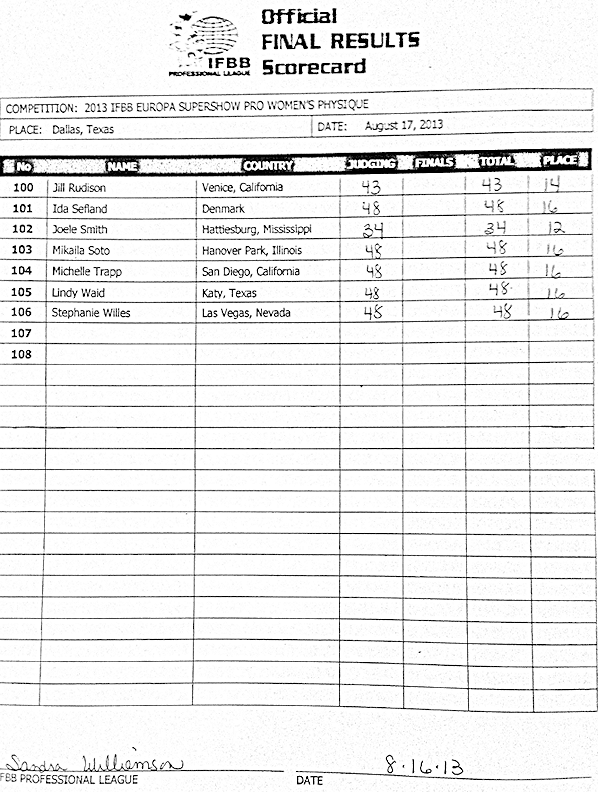 Official
FINAL RESULTS
Scorecard
IFBB
PROFESSIONAL LEAGUE
COMPETITION: 2013 IFBB EUROPA SUPERSHOW PRO WOMEN'S PHYSIQUE
PLACE: Dallas, Texas DATE: August 17, 2013
No NAME COUNTRY JUDGING FINALS TOTAL PLACE
100 Jill Rudison Venice, California 43 43 14
101 Ida Sefland Denmark 48 48 16
102 Joele Smith Hattiesburg, Mississippi 34 34 12
103 Mikaila Soto Hanover Park, Illinois 48 48 16
104 Michelle Trapp San Diego, California 48 48 16
105 Lindy Waid Katy, Texas 48 48 16
106 Stephanie Willes Las Vegas, Nevada 48 48 16
107
108
Sandra Williamson 8·16·13
FBB PROFESSIONAL LEAGUE DATE